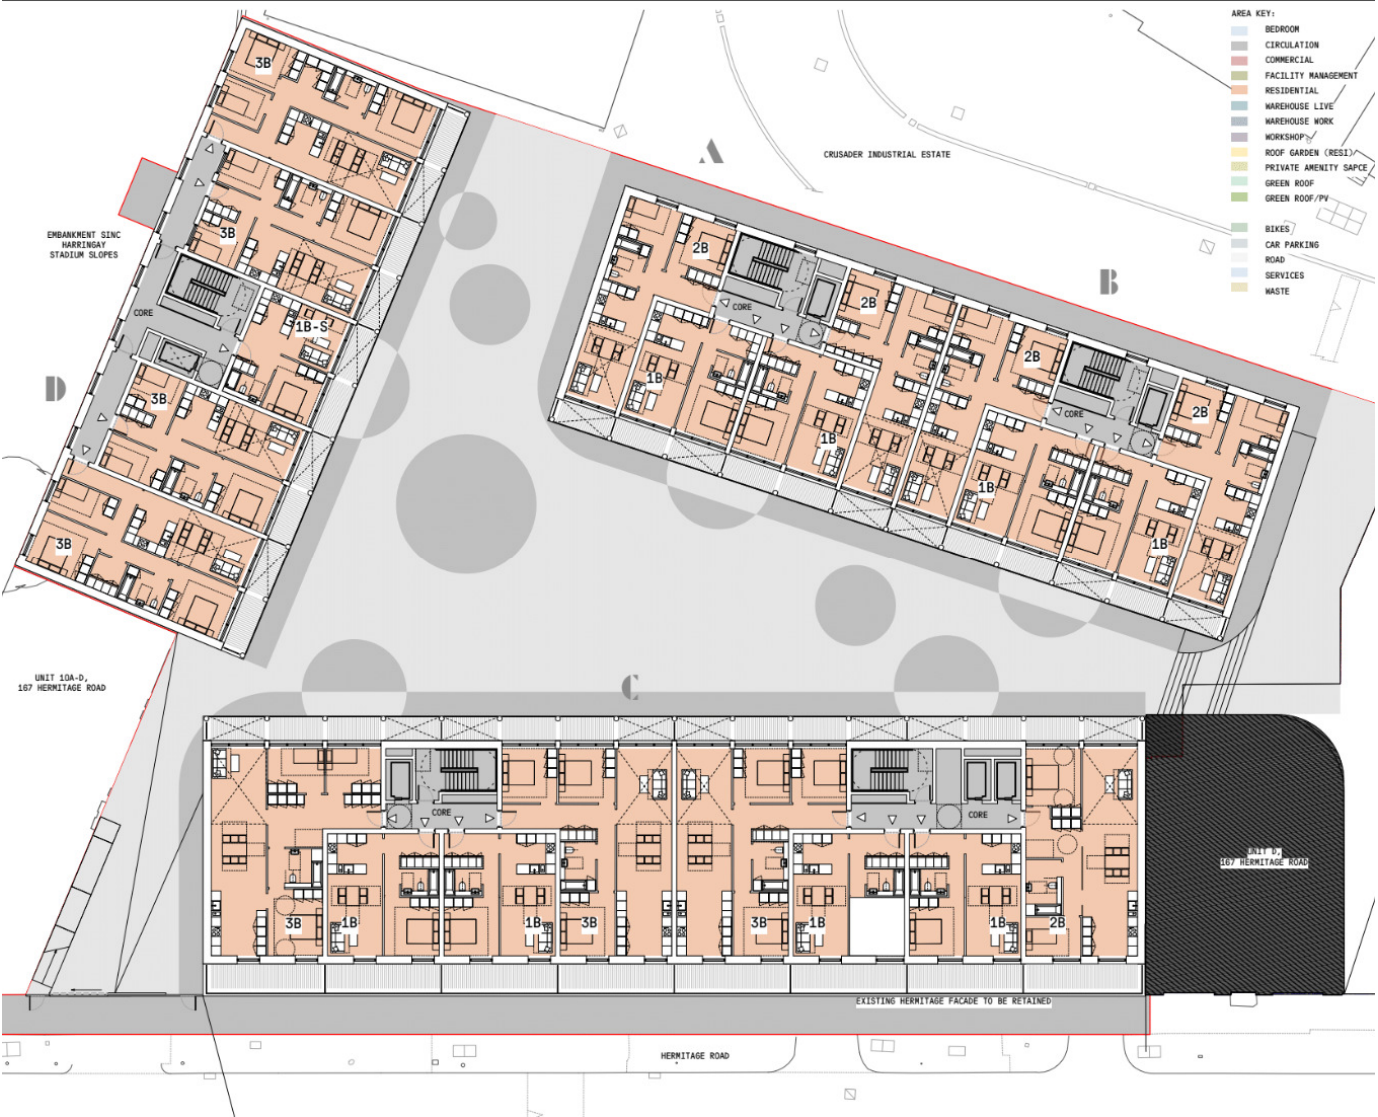 AREA KEY:
BEDROOM
CIRCULATION
COMMERCIAL
FACILITY MANAGEMENT
RESIDENTIAL
WAREHOUSE LIVE
WAREHOUSE WORK
WORKSHOP
ROOF GARDEN (RESI)
PRIVATE AMENITY SAPCE
GREEN ROOF
GREEN ROOF/PV
BIKES
CAR PARKING
ROAD
SERVICES
WASTE
CRUSADER INDUSTRIAL ESTATE
A
B
EMBANKMENT SINC
HARRINGAY
STADIUM SLOPES
D
3B
3B
CORE
1B-S
3B
3B
2B
CORE
2B
1B
1B
2B
CORE
2B
1B
1B
UNIT 10A-D,
167 HERMITAGE ROAD
C
CORE
CORE
3B
1B
1B
3B
3B
1B
1B
2B
UNIT D,
167 HERMITAGE ROAD
EXISTING HERMITAGE FACADE TO BE RETAINED
HERMITAGE ROAD